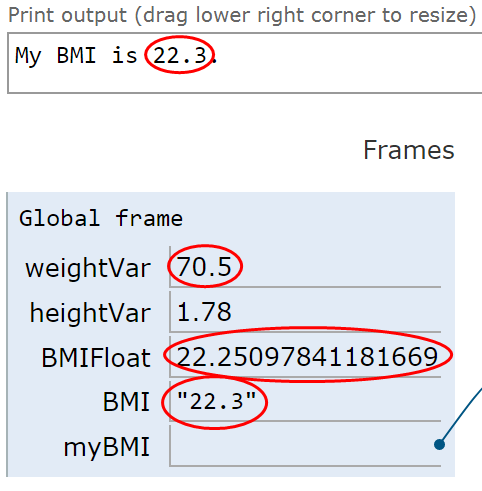 Print output (drag lower right corner to resize)
My BMI is 22.3.
Frames
Global frame
weightVar 70.5
heightVar 1.78
BMIFloat 22.25097841181669
BMI "22.3"
myBMI